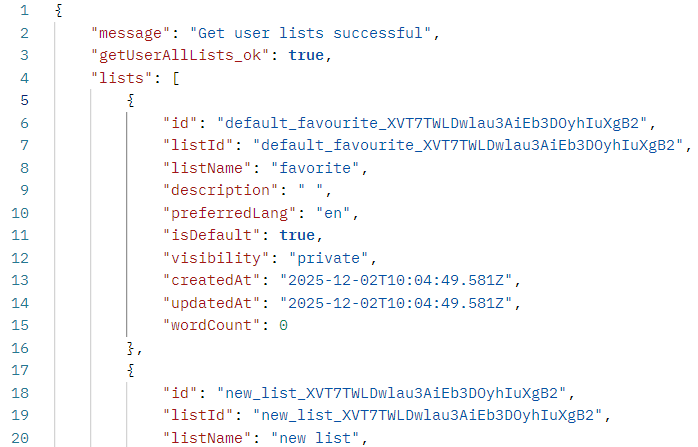 1 {
2 "message": "Get user lists successful",
3 "getUserAllLists_ok": true,
4 "lists": [
5 {
6 "id": "default_favourite_XVT7TWLDwlau3AiEb3DOyhIuXgB2",
7 "listId": "default_favourite_XVT7TWLDwlau3AiEb3DOyhIuXgB2",
8 "listName": "favorite",
9 "description": " ",
10 "preferredLang": "en",
11 "isDefault": true,
12 "visibility": "private",
13 "createdAt": "2025-12-02T10:04:49.581Z",
14 "updatedAt": "2025-12-02T10:04:49.581Z",
15 "wordCount": 0
16 },
17 {
18 "id": "new_list_XVT7TWLDwlau3AiEb3DOyhIuXgB2",
19 "listId": "new_list_XVT7TWLDwlau3AiEb3DOyhIuXgB2",
20 "listName": "new list",